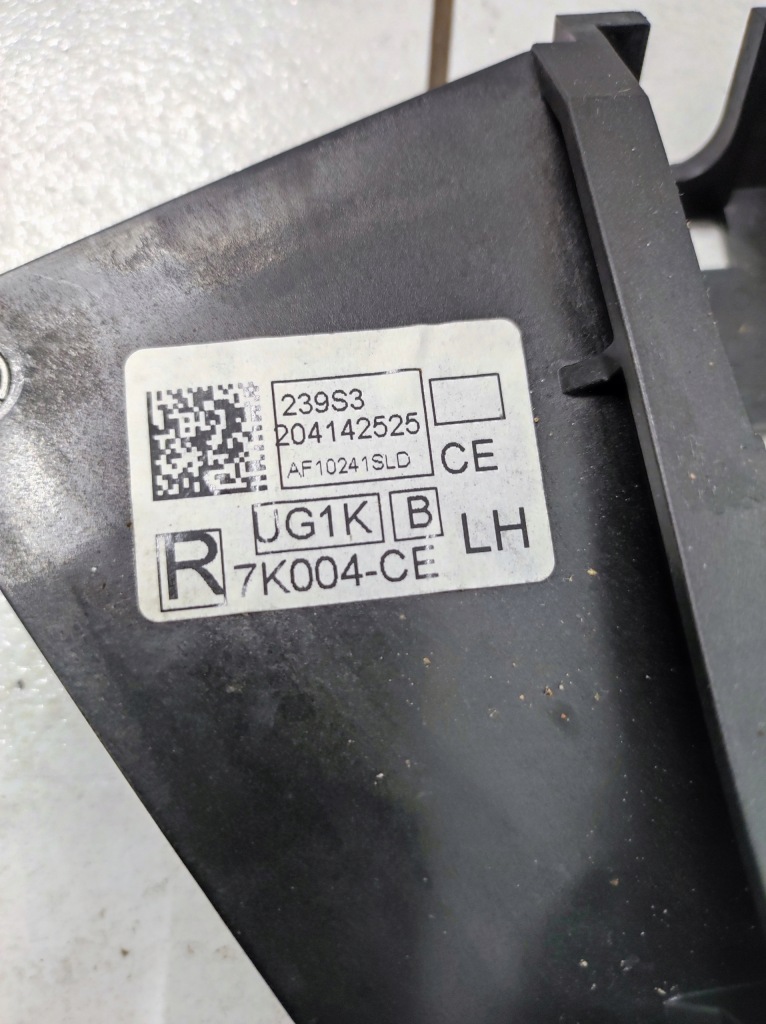 239S3
204142525
AF10241SLD
CE
UG1K B
R 7K004-CE LH